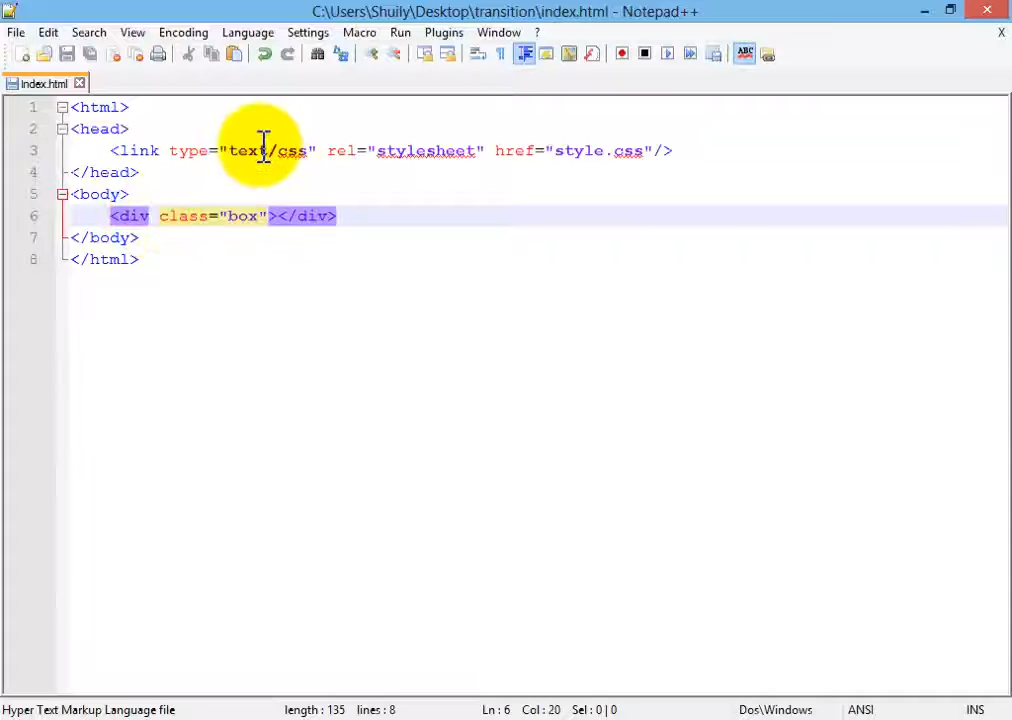 C:\Users\Shuily\Desktop\transition\index.html - Notepad++
File Edit Search View Encoding Language Settings Macro Run Plugins Window ? X
ABC
index.html
1 <html>
2 <head>
3 <link type="text/css" rel="stylesheet" href="style.css"/>
4 </head>
5 <body>
6 <div class="box"></div>
7 </body>
8 </html>
Hyper Text Markup Language file length : 135 lines : 8 Ln : 6 Col : 20 Sel : 0 | 0 Dos\Windows ANSI INS